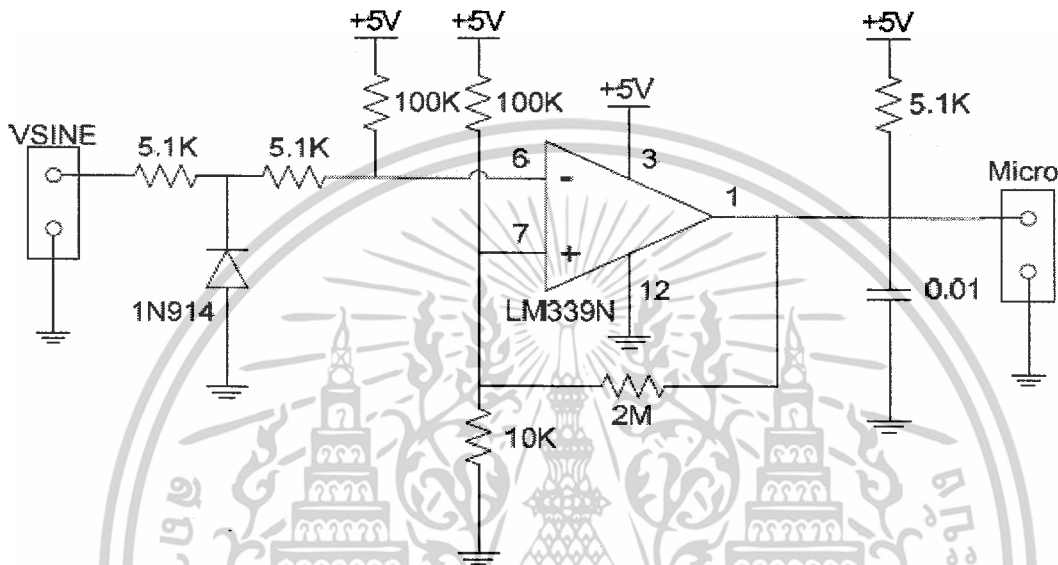 +5V
+5V
+5V
100K
100K
+5V
5.1K
VSINE
5.1K
5.1K
6
-
3
1
Micro
7
+
12
0.01
1N914
LM339N
2M
10K